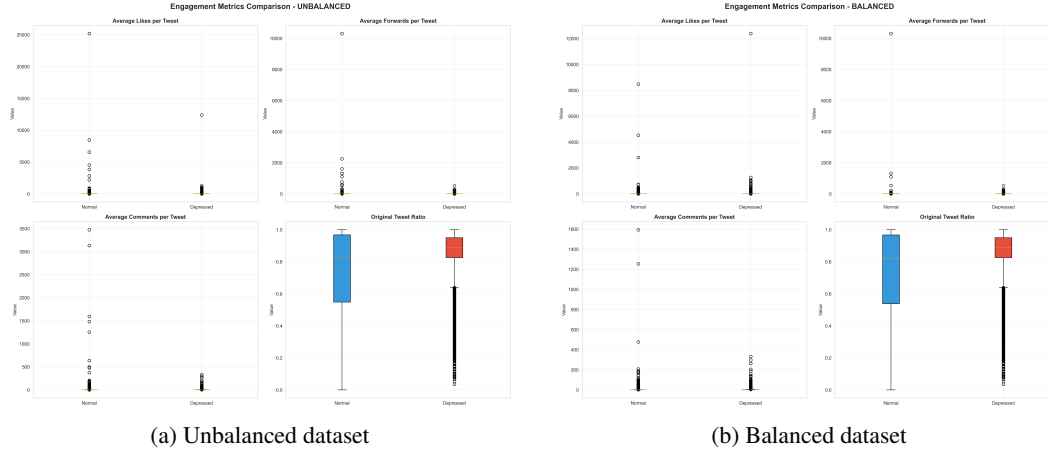 Engagement Metrics Comparison - UNBALANCED
Average Likes per Tweet
Value
25000
20000
15000
10000
5000
0
Normal
Depressed
Average Forwards per Tweet
Value
10000
8000
6000
4000
2000
0
Normal
Depressed
Average Comments per Tweet
Value
3500
3000
2500
2000
1500
1000
500
0
Normal
Depressed
Original Tweet Ratio
Value
1.0
0.8
0.6
0.4
0.2
0.0
Normal
Depressed
(a) Unbalanced dataset
Engagement Metrics Comparison - BALANCED
Average Likes per Tweet
Value
12000
10000
8000
6000
4000
2000
0
Normal
Depressed
Average Forwards per Tweet
Value
10000
8000
6000
4000
2000
0
Normal
Depressed
Average Comments per Tweet
Value
1600
1400
1200
1000
800
600
400
200
0
Normal
Depressed
Original Tweet Ratio
Value
1.0
0.8
0.6
0.4
0.2
0.0
Normal
Depressed
(b) Balanced dataset